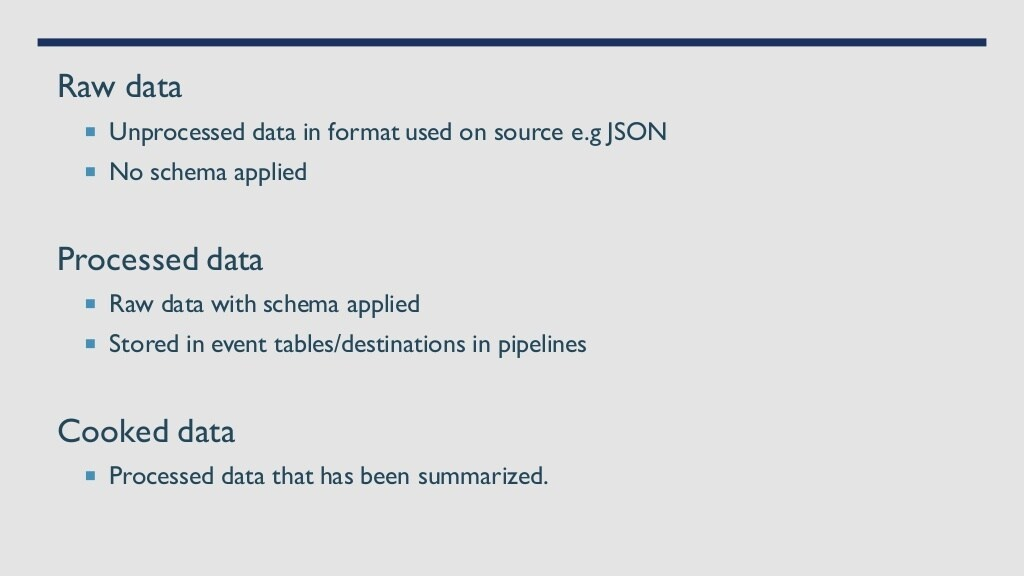 Raw data
▪ Unprocessed data in format used on source e.g JSON
▪ No schema applied
Processed data
▪ Raw data with schema applied
▪ Stored in event tables/destinations in pipelines
Cooked data
▪ Processed data that has been summarized.